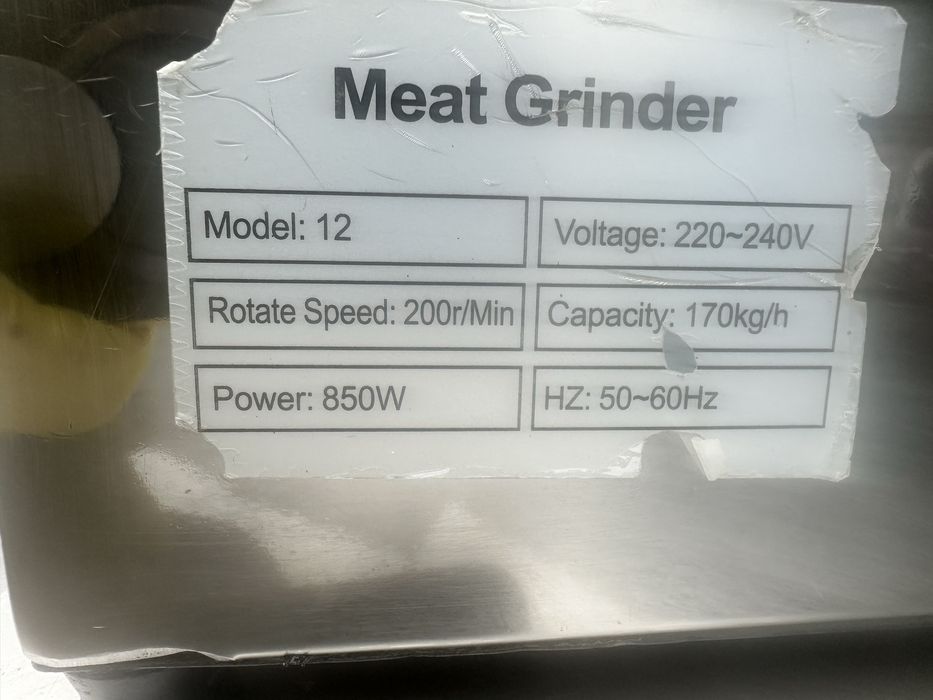 Meat Grinder
Model: 12
Voltage: 220~240V
Rotate Speed: 200r/Min
Capacity: 170kg/h
Power: 850W
HZ: 50~60Hz